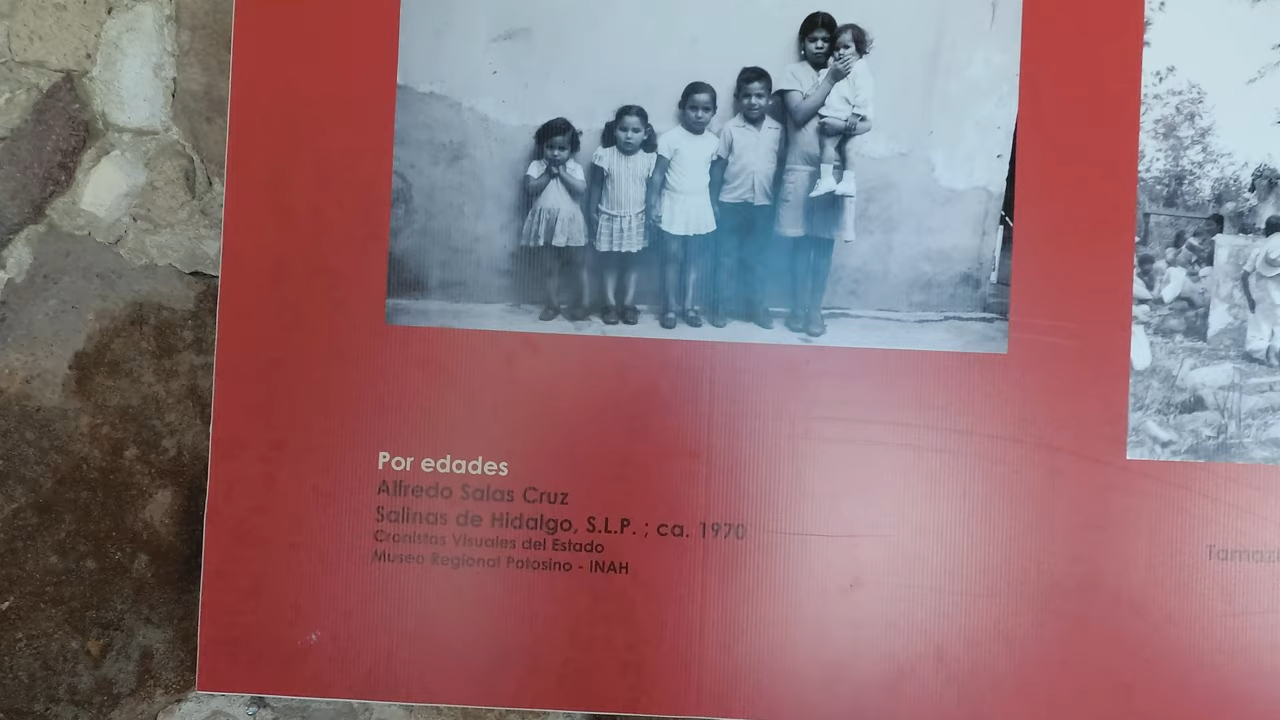 Por edades
Alfredo Salas Cruz
Salinas de Hidalgo, S.L.P. ; ca. 1970
Cronistas Visuales del Estado
Museo Regional Potosino - INAH